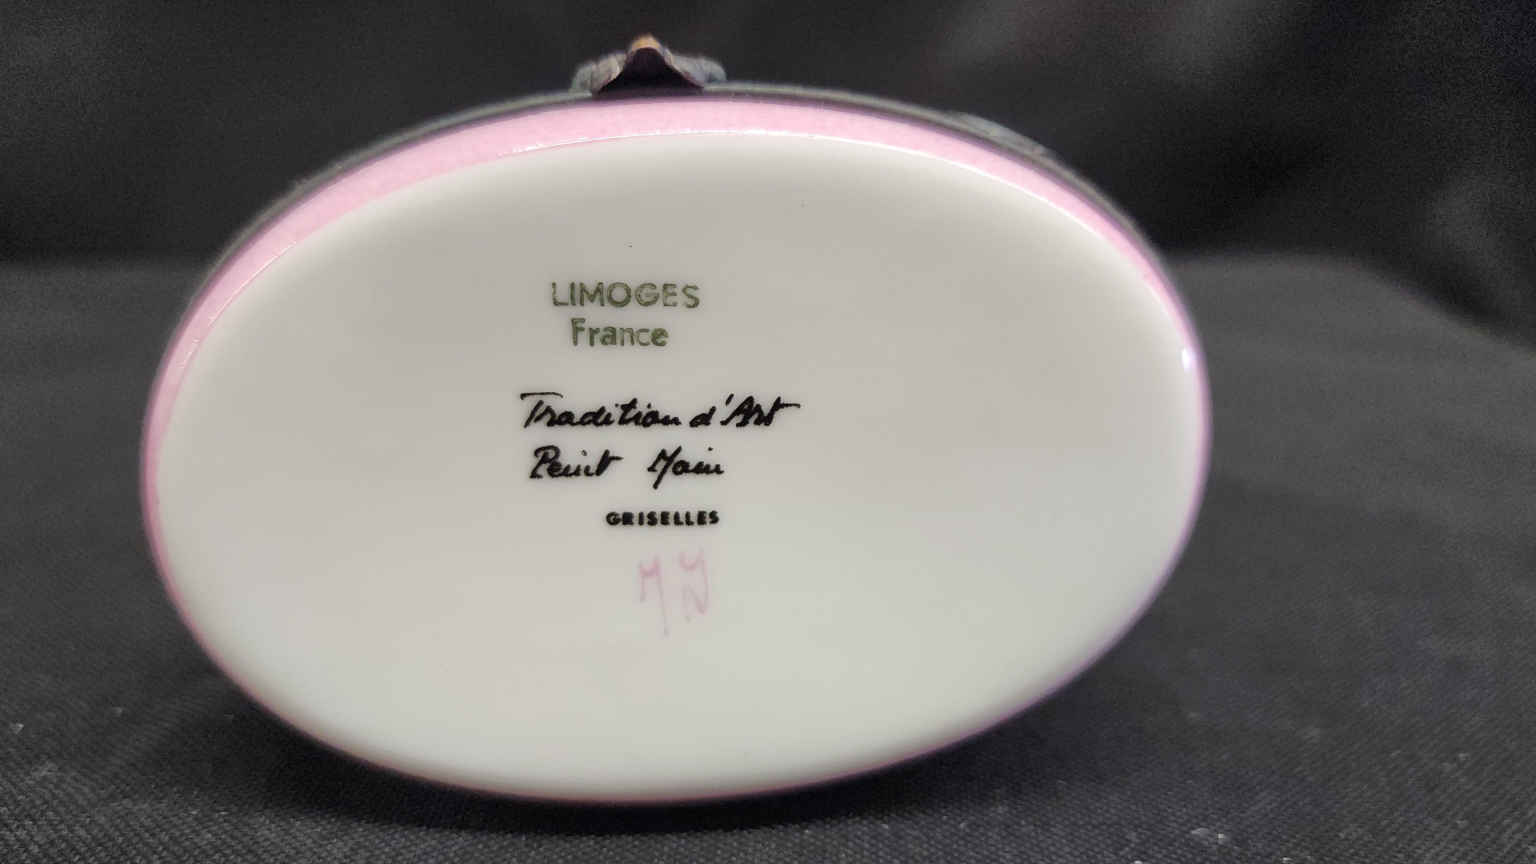 LIMOGES
France
Tradition d'Art
Peint Main
GRISELLES